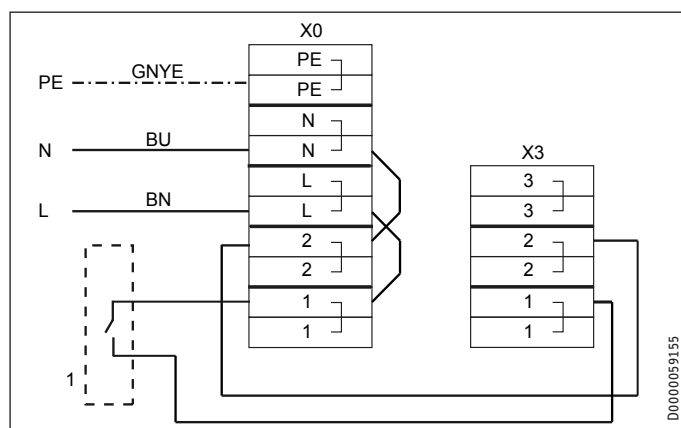 X0
PE
PE GNYE PE
N
N BU N
X3
L 3
L BN L 3
2 2
2 2
1 1
1 1
1
D0000059155